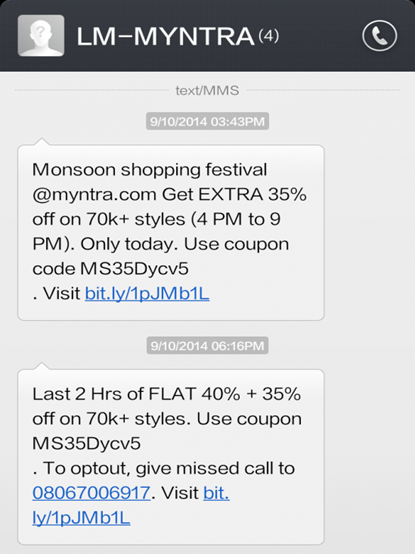 LM-MYNTRA (4)
text/MMS
9/10/2014 03:43PM
Monsoon shopping festival
@myntra.com Get EXTRA 35%
off on 70k+ styles (4 PM to 9
PM). Only today. Use coupon
code MS35Dycv5
. Visit bit.ly/1pJMb1L
9/10/2014 06:16PM
Last 2 Hrs of FLAT 40% + 35%
off on 70k+ styles. Use coupon
MS35Dycv5
. To optout, give missed call to
08067006917. Visit bit.
ly/1pJMb1L